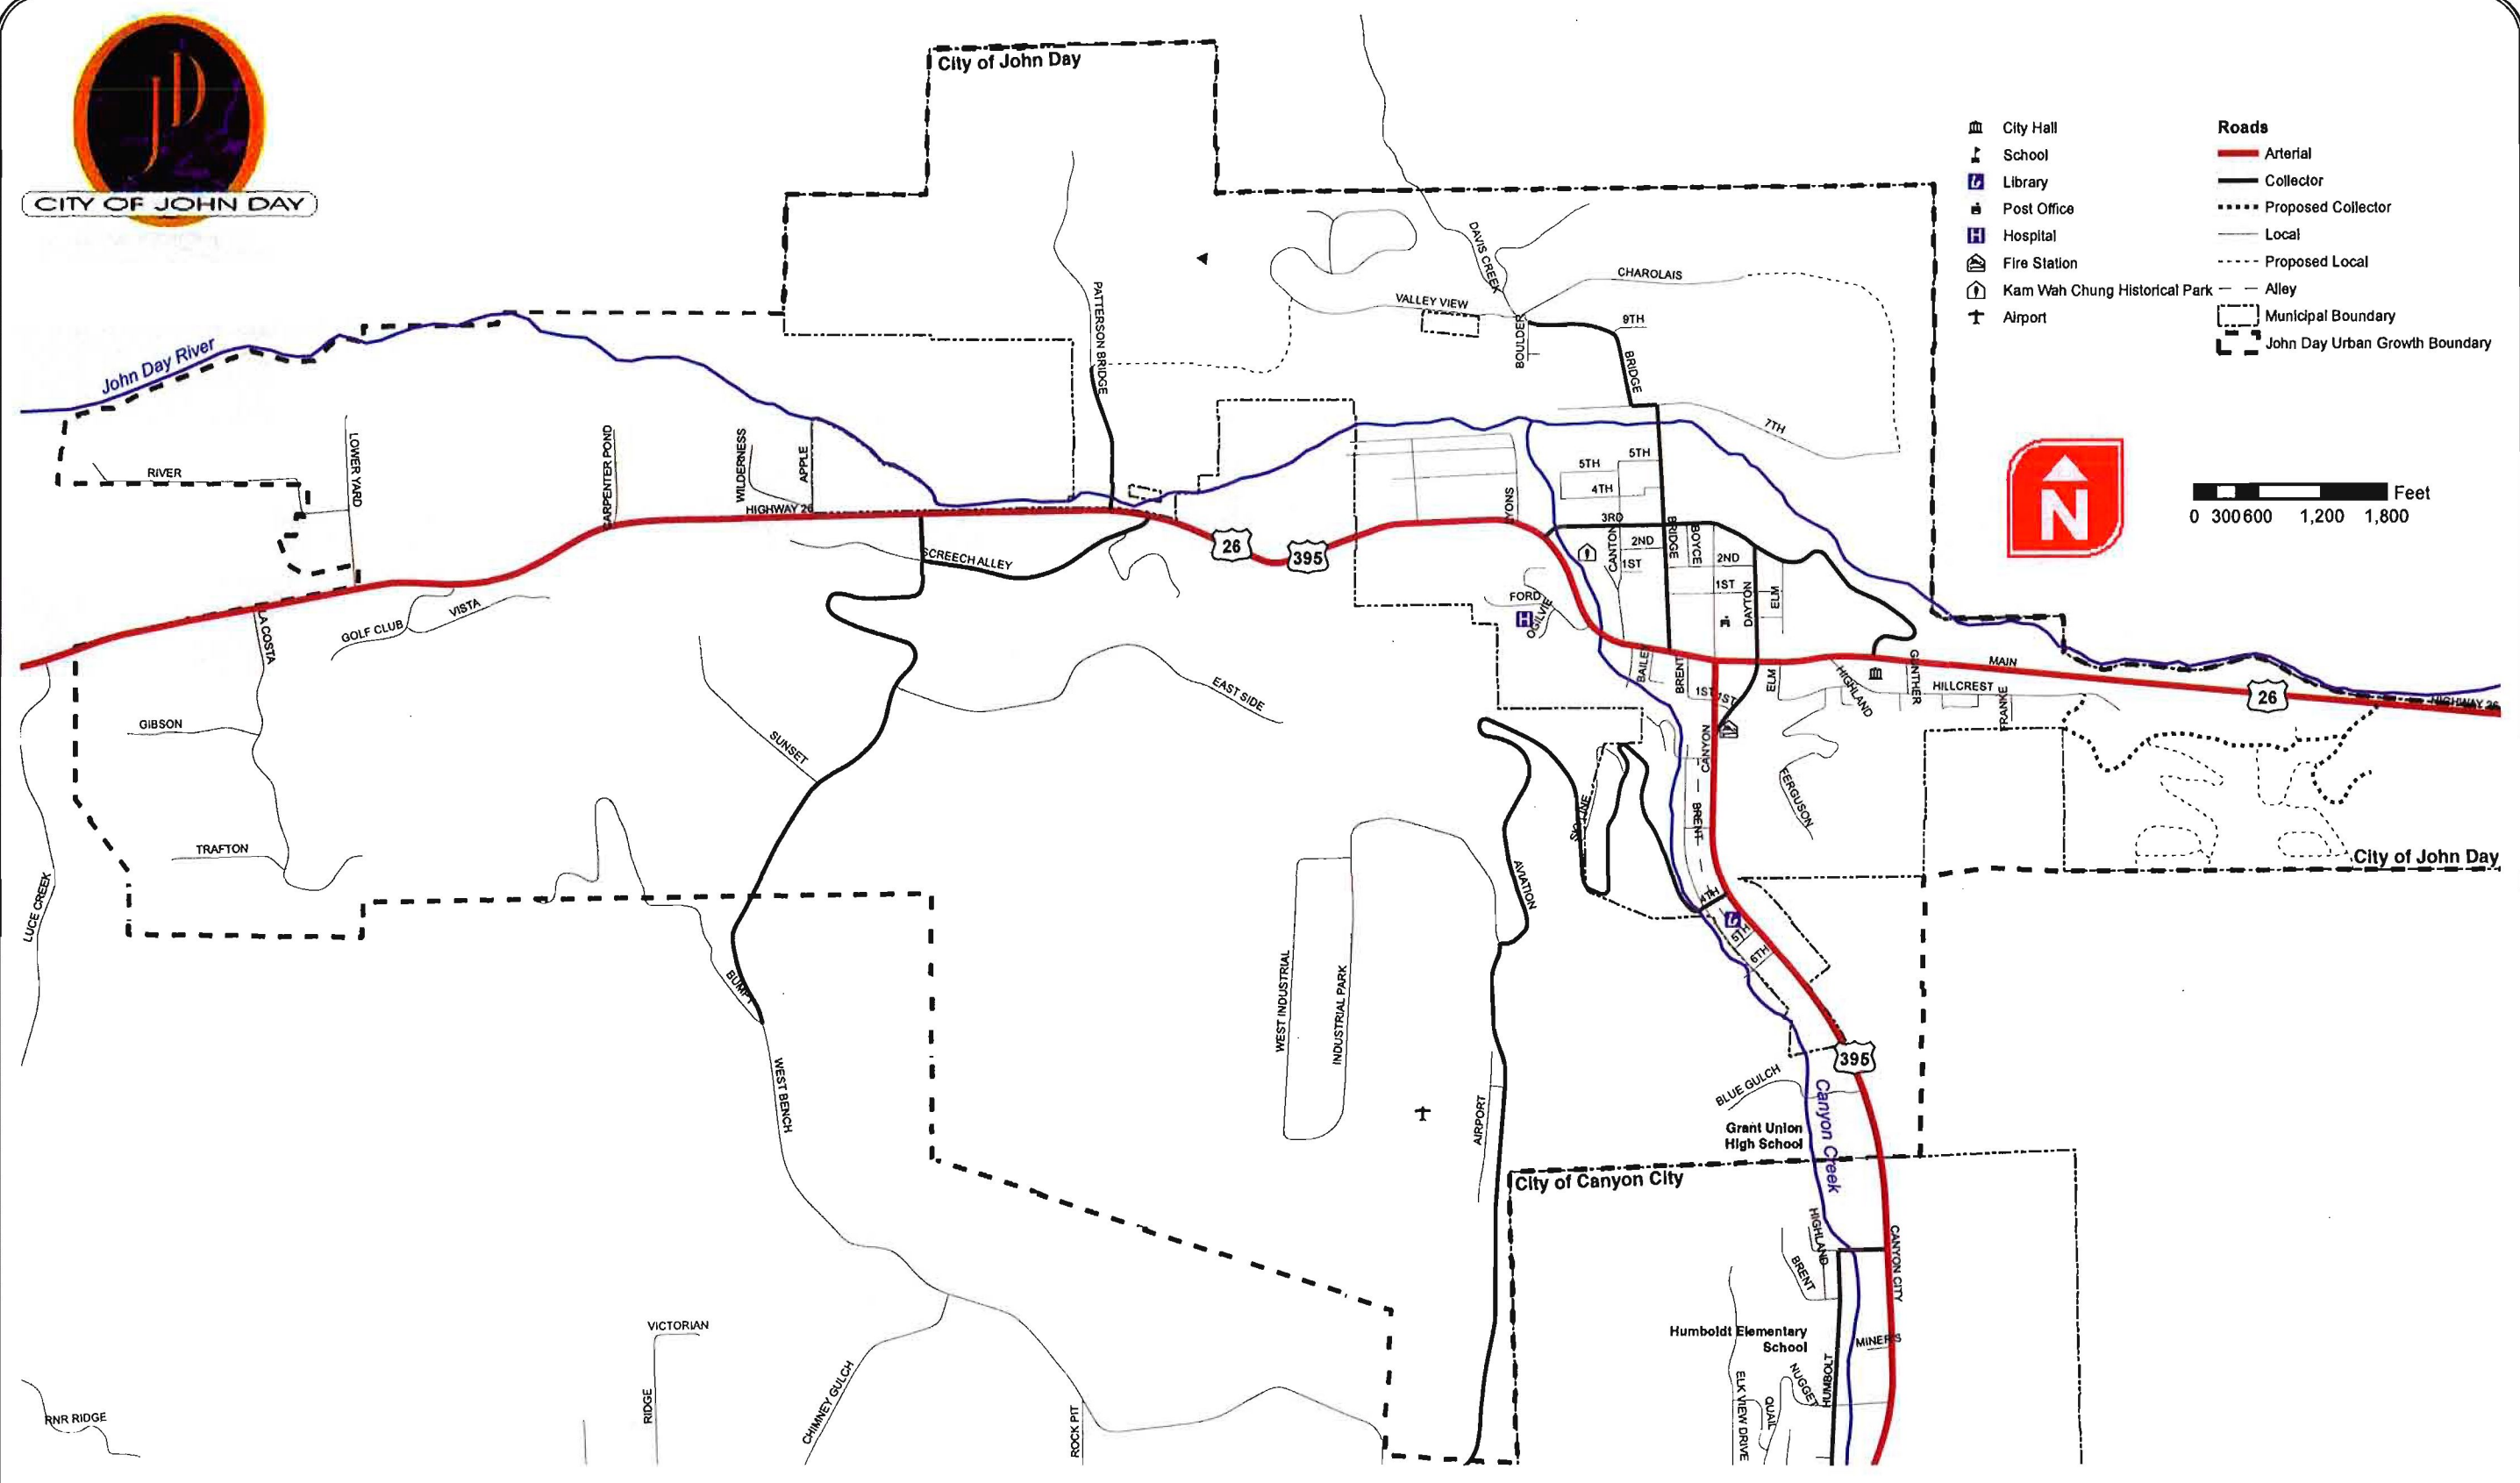 JD
CITY OF JOHN DAY
City of John Day
City Hall
School
Library
Post Office
Hospital
Fire Station
Kam Wah Chung Historical Park
Airport
Roads
Arterial
Collector
Proposed Collector
Local
Proposed Local
Alley
Municipal Boundary
John Day Urban Growth Boundary
N
Feet
0 300 600 1,200 1,800
John Day River
RIVER
LOWER YARD
CARPENTER POND
WILDERNESS
APPLE
HIGHWAY 26
PATTERSON BRIDGE
SCREECH ALLEY
26
395
DAVIS CREEK
CHAROLAIS
VALLEY VIEW
BOULDER
9TH
BRIDGE
7TH
5TH
5TH
4TH
LYONS
3RD
CANTON
2ND
1ST
BRIDGE
BOYCE
2ND
1ST
DAYTON
ELM
FORD
OGILVIE
H
BAILEY
BRENT
1ST
1ST
ELM
HIGHLAND
GUNTHER
MAIN
HILLCREST
FRANKE
26
HIGHWAY 26
LA COSTA
GOLF CLUB
VISTA
GIBSON
TRAFTON
LUCE CREEK
SUNSET
EAST SIDE
BUMPY
WEST BENCH
WEST INDUSTRIAL
INDUSTRIAL PARK
AVIATION
AIRPORT
SKYLINE
CANYON
BRENT
FERGUSON
4TH
5TH
6TH
City of John Day
395
BLUE GULCH
Canyon Creek
Grant Union
High School
City of Canyon City
HIGHLAND
BRENT
CANYON CITY
Humboldt Elementary
School
MINERS
NUGGET
HUMBOLT
ELK VIEW DRIVE
QUAIL
VICTORIAN
RIDGE
CHIMNEY GULCH
ROCK PIT
RNR RIDGE